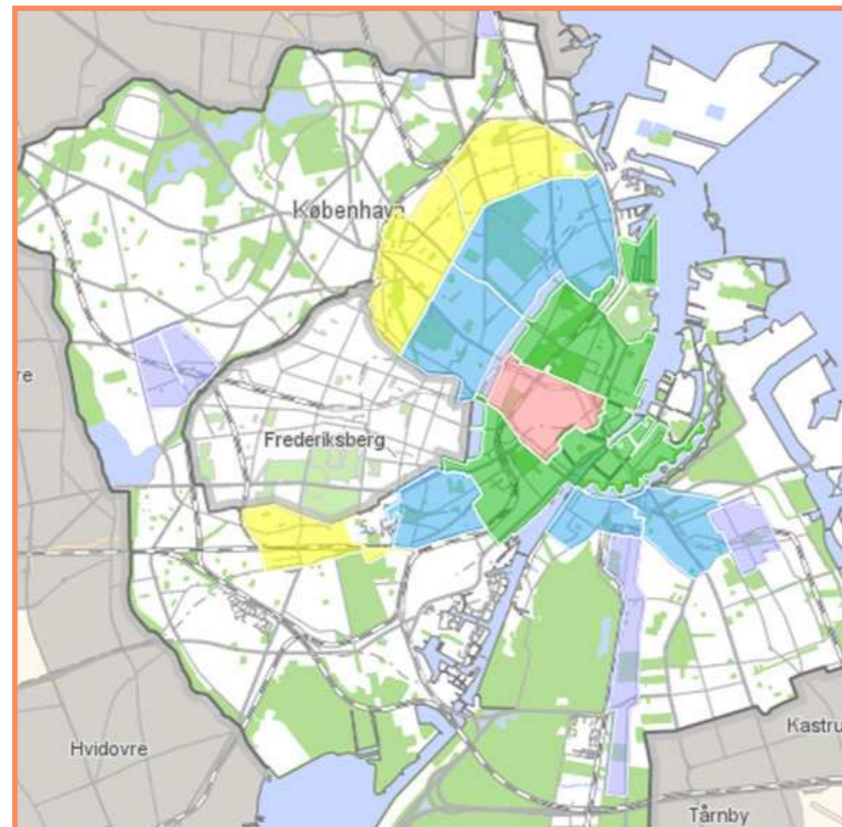 København
re
Frederiksberg
Hvidovre
Kastru
Tårnby